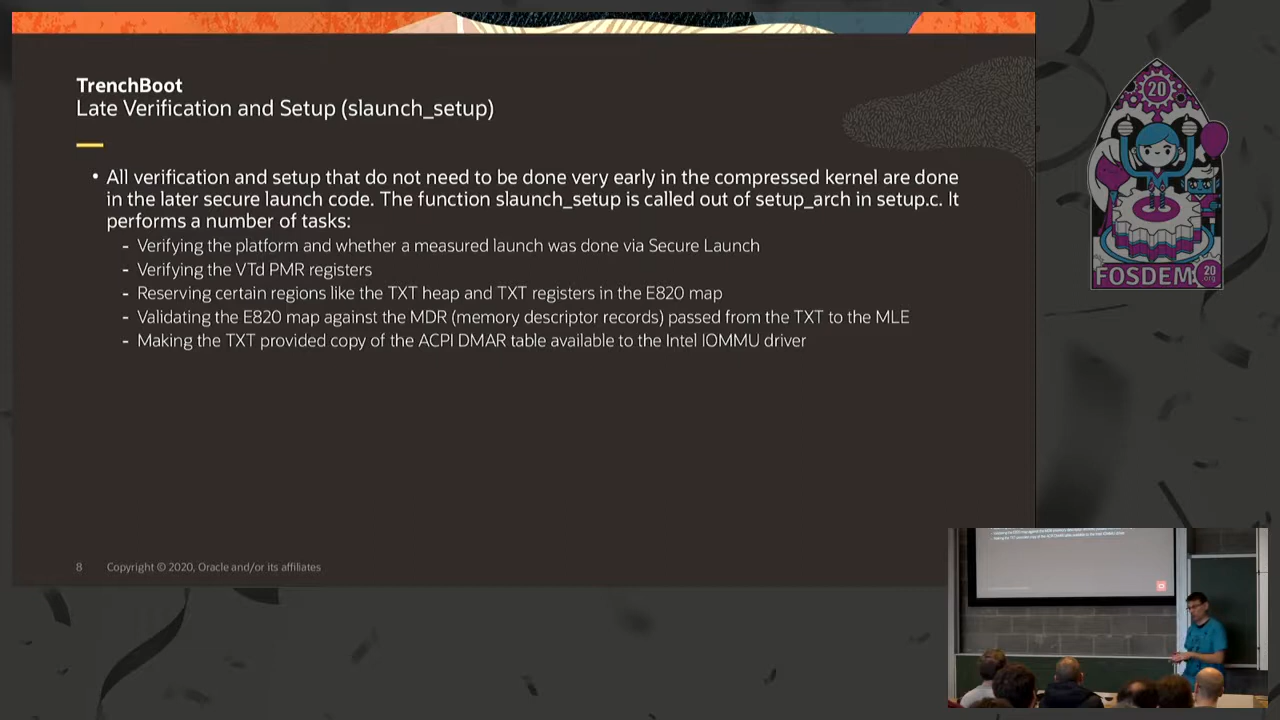 TrenchBoot
Late Verification and Setup (slaunch_setup)
• All verification and setup that do not need to be done very early in the compressed kernel are done
in the later secure launch code. The function slaunch_setup is called out of setup_arch in setup.c. It
performs a number of tasks:
- Verifying the platform and whether a measured launch was done via Secure Launch
- Verifying the VTd PMR registers
- Reserving certain regions like the TXT heap and TXT registers in the E820 map
- Validating the E820 map against the MDR (memory descriptor records) passed from the TXT to the MLE
- Making the TXT provided copy of the ACPI DMAR table available to the Intel IOMMU driver
8 Copyright © 2020, Oracle and/or its affiliates
20
FOSDEM 20
.org